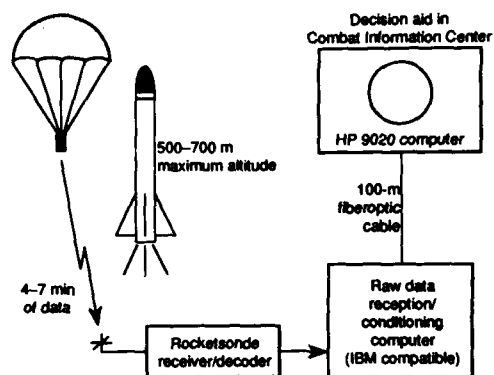 Decision aid in
Combat Information Center
HP 9020 computer
500–700 m
maximum altitude
100-m
fiberoptic
cable
4–7 min
of data
Rocketsonde
receiver/decoder
Raw data
reception/
conditioning
computer
(IBM compatible)